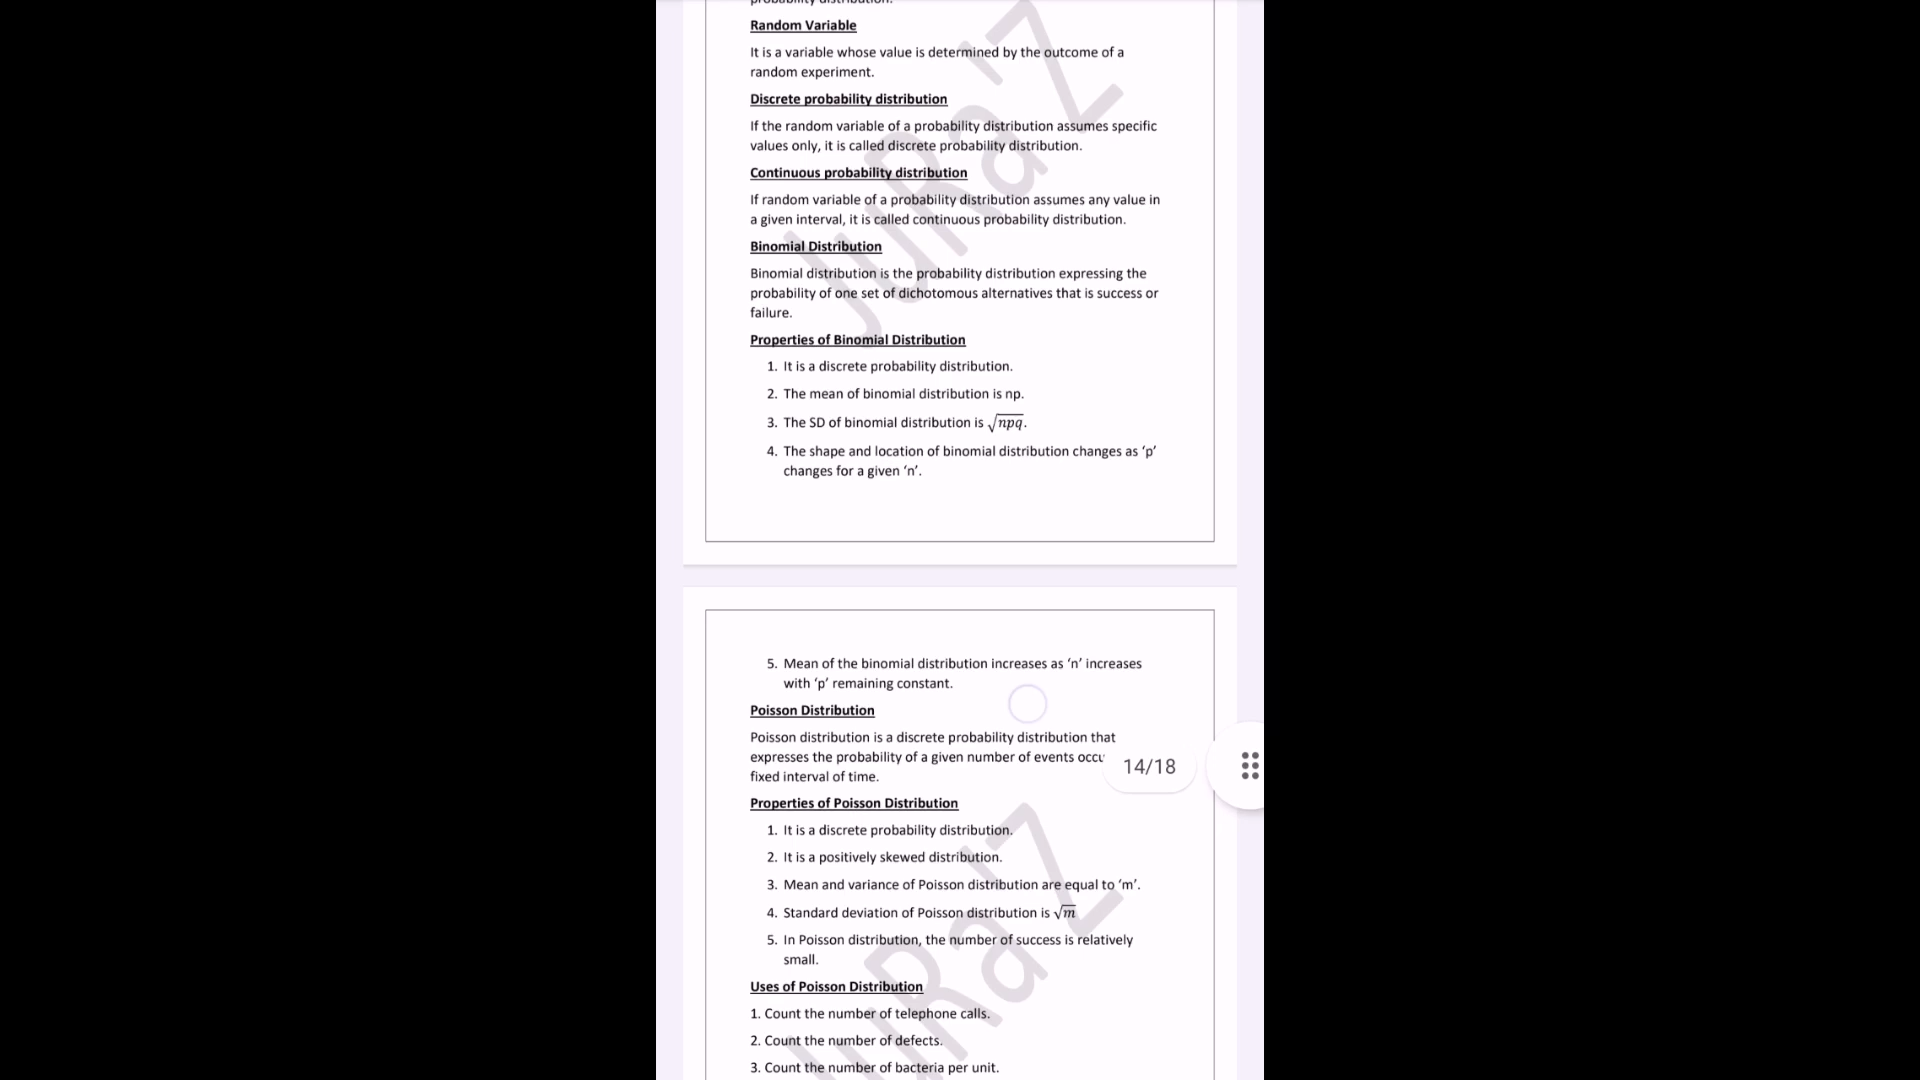 probability distribution.
Random Variable
It is a variable whose value is determined by the outcome of a
random experiment.
Discrete probability distribution
If the random variable of a probability distribution assumes specific
values only, it is called discrete probability distribution.
Continuous probability distribution
If random variable of a probability distribution assumes any value in
a given interval, it is called continuous probability distribution.
Binomial Distribution
Binomial distribution is the probability distribution expressing the
probability of one set of dichotomous alternatives that is success or
failure.
Properties of Binomial Distribution
1. It is a discrete probability distribution.
2. The mean of binomial distribution is np.
3. The SD of binomial distribution is √npq.
4. The shape and location of binomial distribution changes as ‘p’
changes for a given ‘n’.
JuRa'Z
5. Mean of the binomial distribution increases as ‘n’ increases
with ‘p’ remaining constant.
Poisson Distribution
Poisson distribution is a discrete probability distribution that
expresses the probability of a given number of events
fixed interval of time.
14/18
Properties of Poisson Distribution
1. It is a discrete probability distribution.
2. It is a positively skewed distribution.
3. Mean and variance of Poisson distribution are equal to ‘m’.
4. Standard deviation of Poisson distribution is √m
5. In Poisson distribution, the number of success is relatively
small.
Uses of Poisson Distribution
1. Count the number of telephone calls.
2. Count the number of defects.
3. Count the number of bacteria per unit.
JuRa'Z